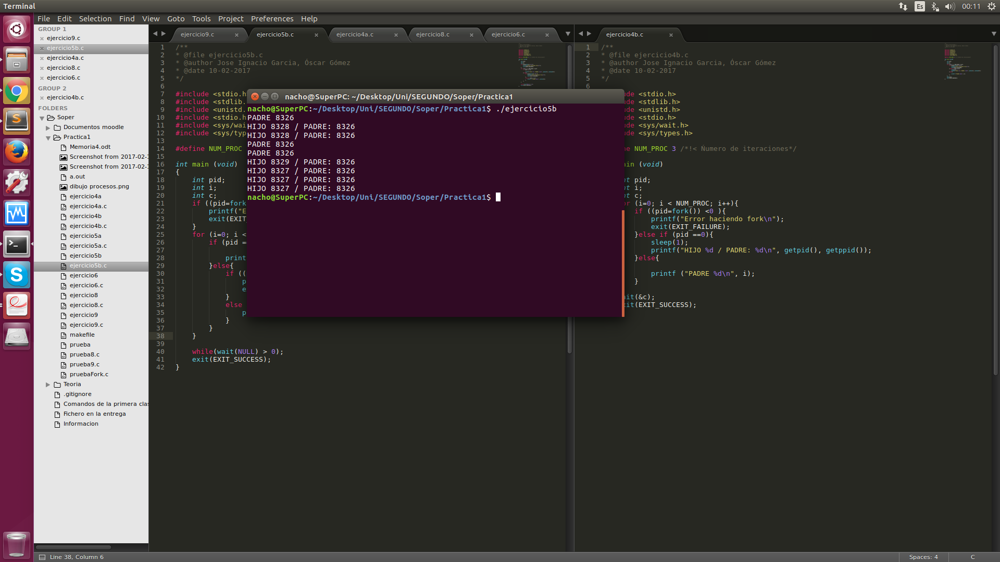 Terminal
Es
00:11
File Edit Selection Find View Goto Tools Project Preferences Help
GROUP 1
ejercicio9.c
ejercicio5b.c
ejercicio4a.c
ejercicio8.c
ejercicio6.c
GROUP 2
ejercicio4b.c
FOLDERS
Soper
Documentos moodle
Practica1
Memoria4.odt
Screenshot from 2017-02-
Screenshot from 2017-02-
a.out
dibujo procesos.png
ejercicio4a
ejercicio4a.c
ejercicio4b
ejercicio4b.c
ejercicio5a
ejercicio5a.c
ejercicio5b
ejercicio5b.c
ejercicio6
ejercicio6.c
ejercicio8
ejercicio8.c
ejercicio9
ejercicio9.c
makefile
prueba
prueba8.c
prueba9.c
pruebaFork.c
Teoria
.gitignore
Comandos de la primera clas
Fichero en la entrega
Informacion
ejercicio9.c ejercicio5b.c ejercicio4a.c ejercicio8.c ejercicio6.c
1 /**
2 * @file ejercicio5b.c
3 * @author Jose Ignacio Garcia, Óscar Gómez
4 * @date 10-02-2017
5 */
6
7 #include <stdio.h
8 #include <stdlib.
9 #include <unistd.
10 #include <stdio.h
11 #include <sys/wai
12 #include <sys/typ
13
14 #define NUM_PROC
15
16 int main (void)
17 {
18 int pid;
19 int i;
20 int c;
21 if ((pid=fork
22 printf("E
23 exit(EXIT_
24 }
25 for (i=0; i <
26 if (pid =
27
28 print
29 }else{
30 if ((
31 p
32 e
33 }
34 else
35 p
36 }
37 }
38 }
39
40 while(wait(NULL) > 0);
41 exit(EXIT_SUCCESS);
42 }
nacho@SuperPC: ~/Desktop/Uni/SEGUNDO/Soper/Practica1
nacho@SuperPC:~/Desktop/Uni/SEGUNDO/Soper/Practica1$ ./ejercicio5b
PADRE 8326
HIJO 8328 / PADRE: 8326
HIJO 8328 / PADRE: 8326
PADRE 8326
PADRE 8326
HIJO 8329 / PADRE: 8326
HIJO 8327 / PADRE: 8326
HIJO 8327 / PADRE: 8326
HIJO 8327 / PADRE: 8326
nacho@SuperPC:~/Desktop/Uni/SEGUNDO/Soper/Practica1$
ejercicio4b.c
1 /**
2 * @file ejercicio4b.c
3 * @author Jose Ignacio Garcia, Óscar Gómez
4 * @date 10-02-2017
5 */
6
de <stdio.h>
de <stdlib.h>
de <unistd.h>
de <stdio.h>
de <sys/wait.h>
de <sys/types.h>
e NUM_PROC 3 /*!< Ñumero de iteraciones*/
in (void)
t pid;
t i;
t c;
r (i=0; i < NUM_PROC; i++){
if ((pid=fork()) <0 ){
printf("Error haciendo fork\n");
exit(EXIT_FAILURE);
}else if (pid ==0){
sleep(1);
printf("HIJO %d / PADRE: %d\n", getpid(), getppid());
}else{
printf ("PADRE %d\n", i);
}
it(&c);
it(EXIT_SUCCESS);
Line 38, Column 6
Spaces: 4
C